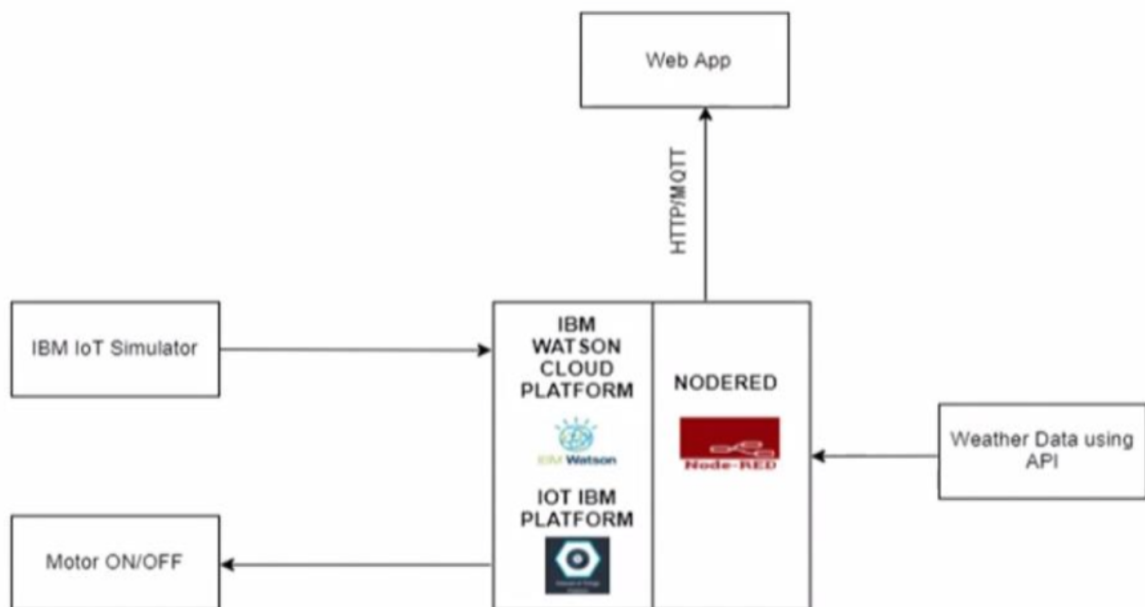 Web App
HTTP/MQTT
IBM IoT Simulator
IBM
WATSON
CLOUD
PLATFORM
NODERED
IBM Watson
Node-RED
Weather Data using
API
IOT IBM
PLATFORM
Motor ON/OFF